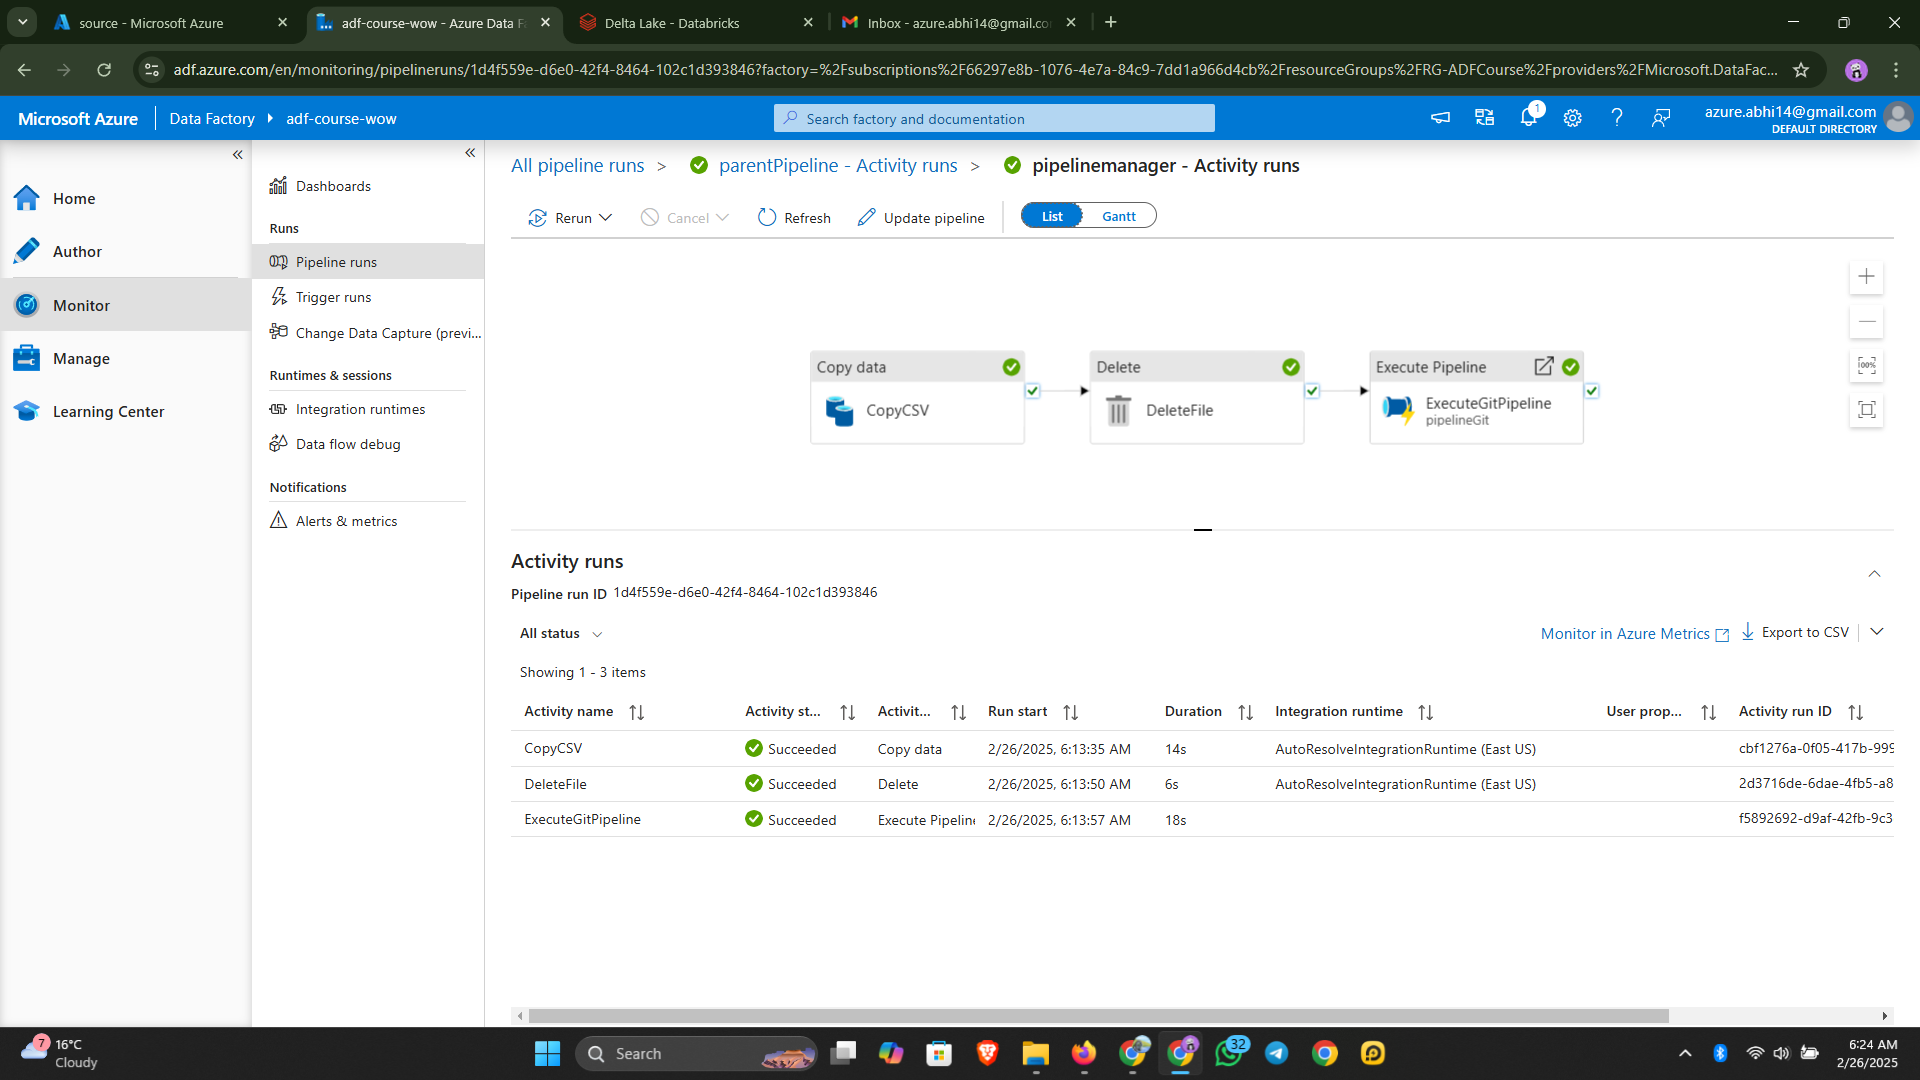 source - Microsoft Azure
adf-course-wow - Azure Data F
Delta Lake - Databricks
Inbox - azure.abhi14@gmail.co
adf.azure.com/en/monitoring/pipelineruns/1d4f559e-d6e0-42f4-8464-102c1d393846?factory=%2Fsubscriptions%2F66297e8b-1076-4e7a-84c9-7dd1a966d4cb%2FresourceGroups%2FRG-ADFCourse%2Fproviders%2FMicrosoft.DataFac...
Microsoft Azure
Data Factory
adf-course-wow
Search factory and documentation
1
azure.abhi14@gmail.com
DEFAULT DIRECTORY
Home
Author
Monitor
Manage
Learning Center
Dashboards
Runs
Pipeline runs
Trigger runs
Change Data Capture (previ...
Runtimes & sessions
Integration runtimes
Data flow debug
Notifications
Alerts & metrics
All pipeline runs > parentPipeline - Activity runs > pipelinemanager - Activity runs
Rerun
Cancel
Refresh
Update pipeline
List
Gantt
100%
Copy data
CopyCSV
Delete
DeleteFile
Execute Pipeline
ExecuteGitPipeline
pipelineGit
Activity runs
Pipeline run ID 1d4f559e-d6e0-42f4-8464-102c1d393846
All status
Monitor in Azure Metrics
Export to CSV
Showing 1 - 3 items
Activity name Activity st... Activit... Run start Duration Integration runtime User prop... Activity run ID
CopyCSV Succeeded Copy data 2/26/2025, 6:13:35 AM 14s AutoResolveIntegrationRuntime (East US) cbf1276a-0f05-417b-999
DeleteFile Succeeded Delete 2/26/2025, 6:13:50 AM 6s AutoResolveIntegrationRuntime (East US) 2d3716de-6dae-4fb5-a8
ExecuteGitPipeline Succeeded Execute Pipeline 2/26/2025, 6:13:57 AM 18s f5892692-d9af-42fb-9c3
7
16°C
Cloudy
Search
32
6:24 AM
2/26/2025